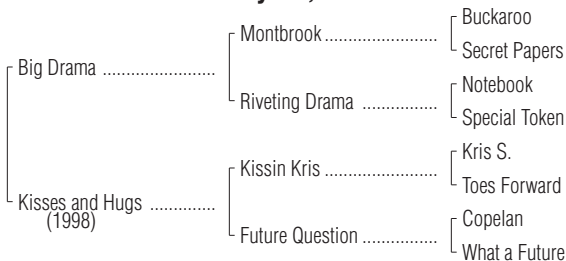 Buckaroo
Montbrook
Secret Papers
Big Drama
Notebook
Riveting Drama
Special Token
Kris S.
Kissin Kris
Toes Forward
Kisses and Hugs
(1998)
Copelan
Future Question
What a Future